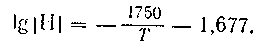 lg|H| = − 1750/T − 1,677.